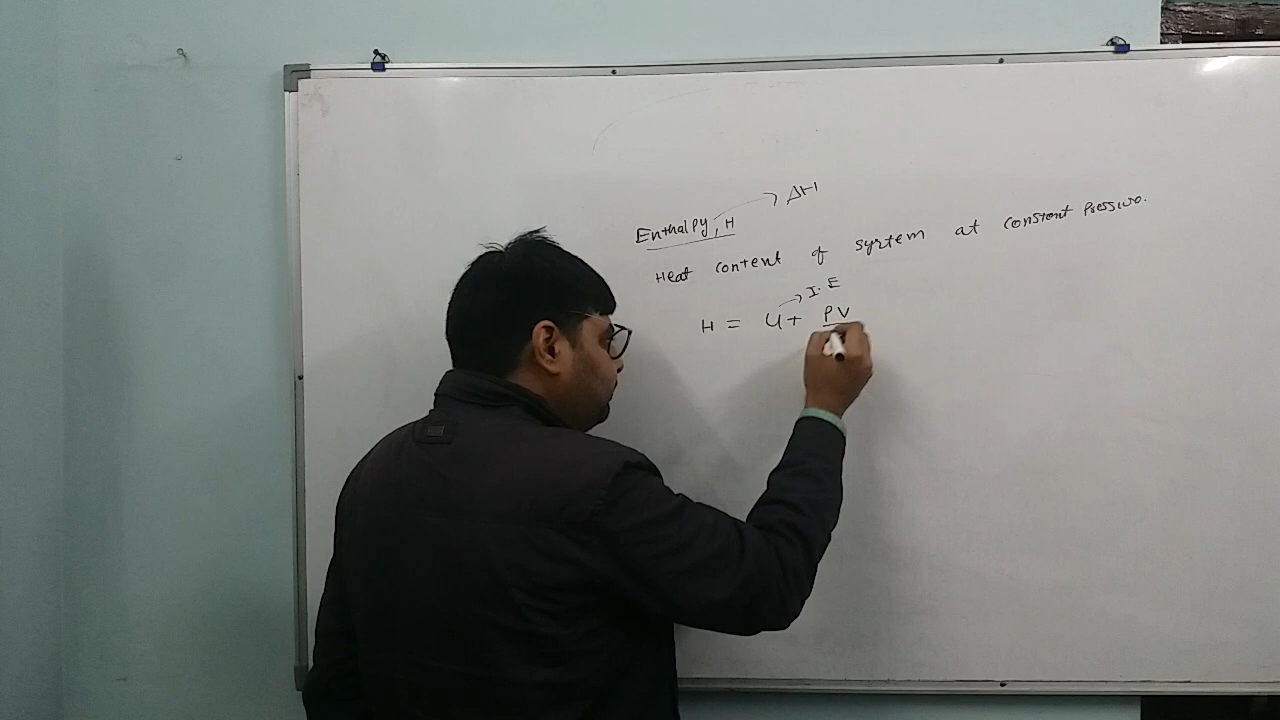 Enthalpy, H → ΔH
Heat content of system at constant Pressure.
→ I.E
H = U + PV